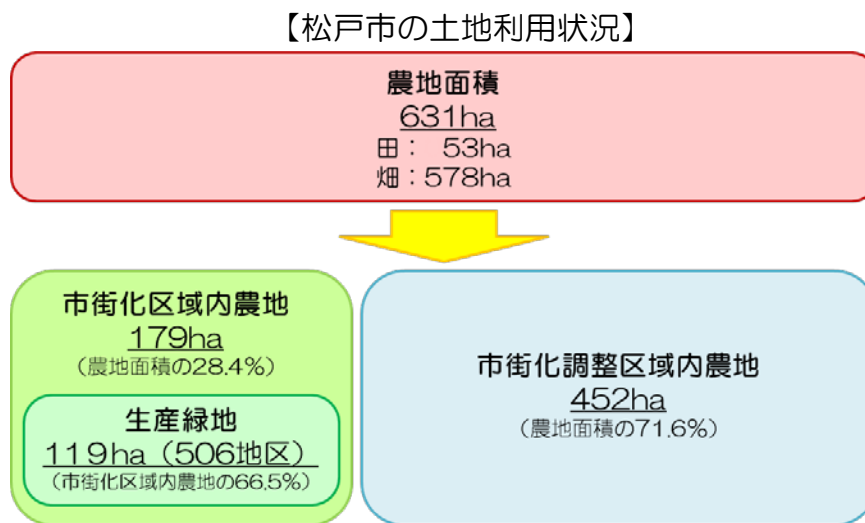 【松戸市の土地利用状況】
農地面積
631ha
田： 53ha
畑：578ha
市街化区域内農地
179ha
（農地面積の28.4%）
生産緑地
119ha（506地区）
（市街化区域内農地の66.5%）
市街化調整区域内農地
452ha
（農地面積の71.6%）